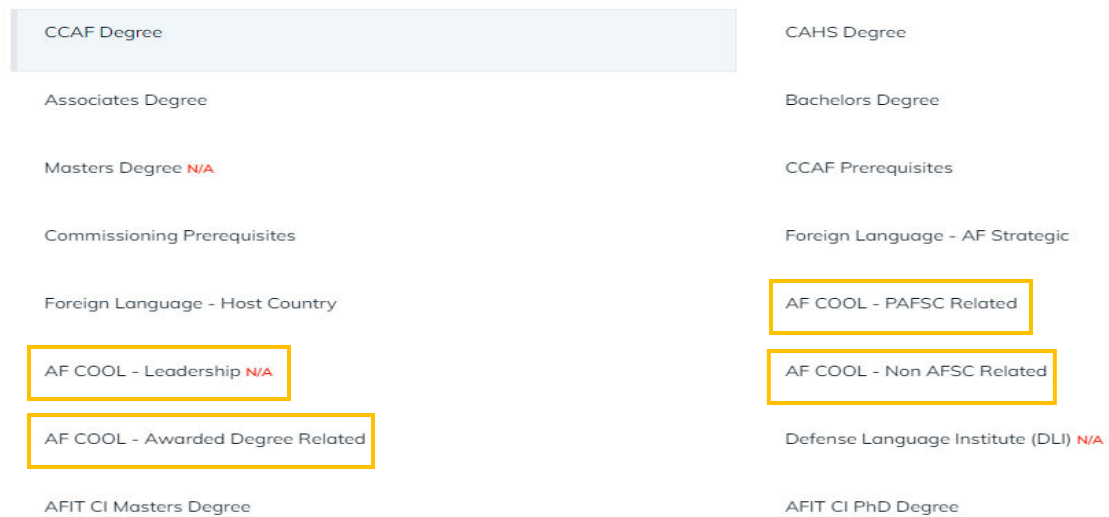 CCAF Degree
CAHS Degree
Associates Degree
Bachelors Degree
Masters Degree N/A
CCAF Prerequisites
Commissioning Prerequisites
Foreign Language - AF Strategic
Foreign Language - Host Country
AF COOL - PAFSC Related
AF COOL - Leadership N/A
AF COOL - Non AFSC Related
AF COOL - Awarded Degree Related
Defense Language Institute (DLI) N/A
AFIT CI Masters Degree
AFIT CI PhD Degree